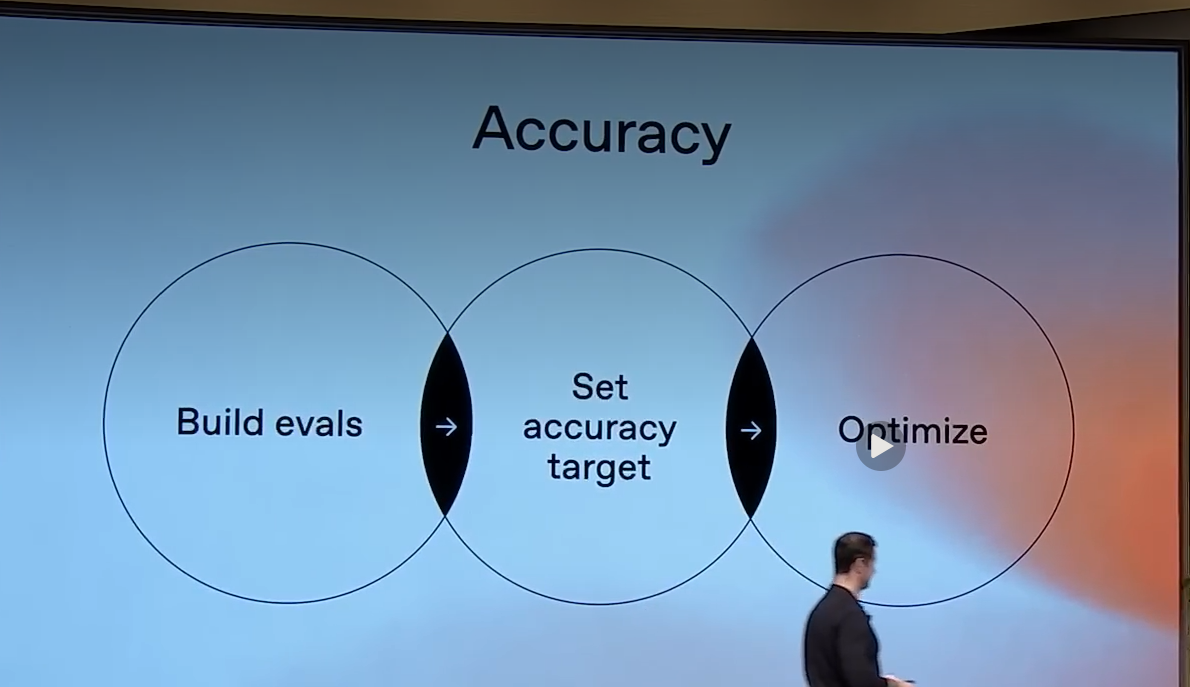 Accuracy
Build evals
→
Set
accuracy
target
→
Optimize